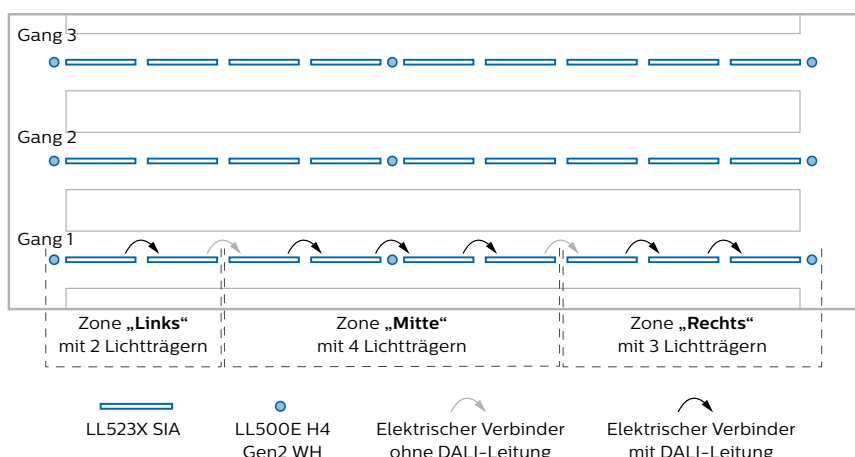 Gang 3
Gang 2
Gang 1
Zone „Links“
mit 2 Lichtträgern
Zone „Mitte“
mit 4 Lichtträgern
Zone „Rechts“
mit 3 Lichtträgern
LL523X SIA
LL500E H4
Gen2 WH
Elektrischer Verbinder
ohne DALI-Leitung
Elektrischer Verbinder
mit DALI-Leitung